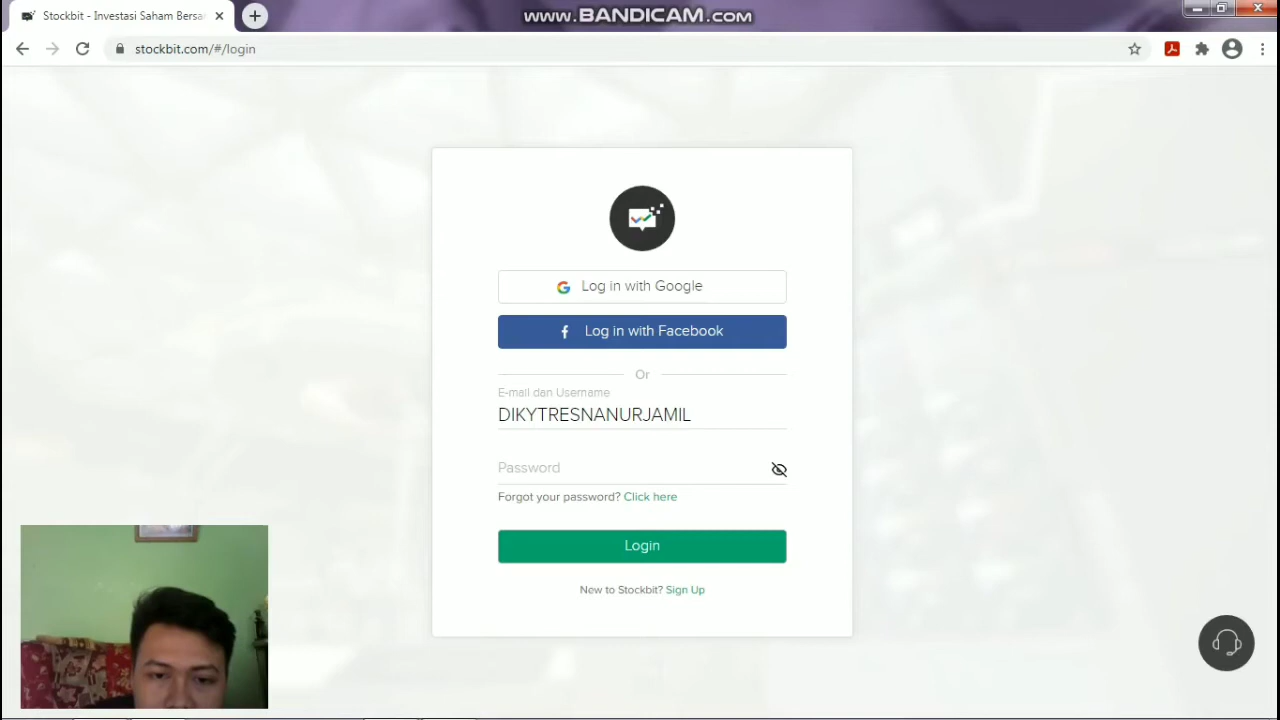 Stockbit - Investasi Saham Bersa
www.BANDICAM.com
stockbit.com/#/login
Log in with Google
Log in with Facebook
Or
E-mail dan Username
DIKYTRESNANURJAMIL
Password
Forgot your password? Click here
Login
New to Stockbit? Sign Up